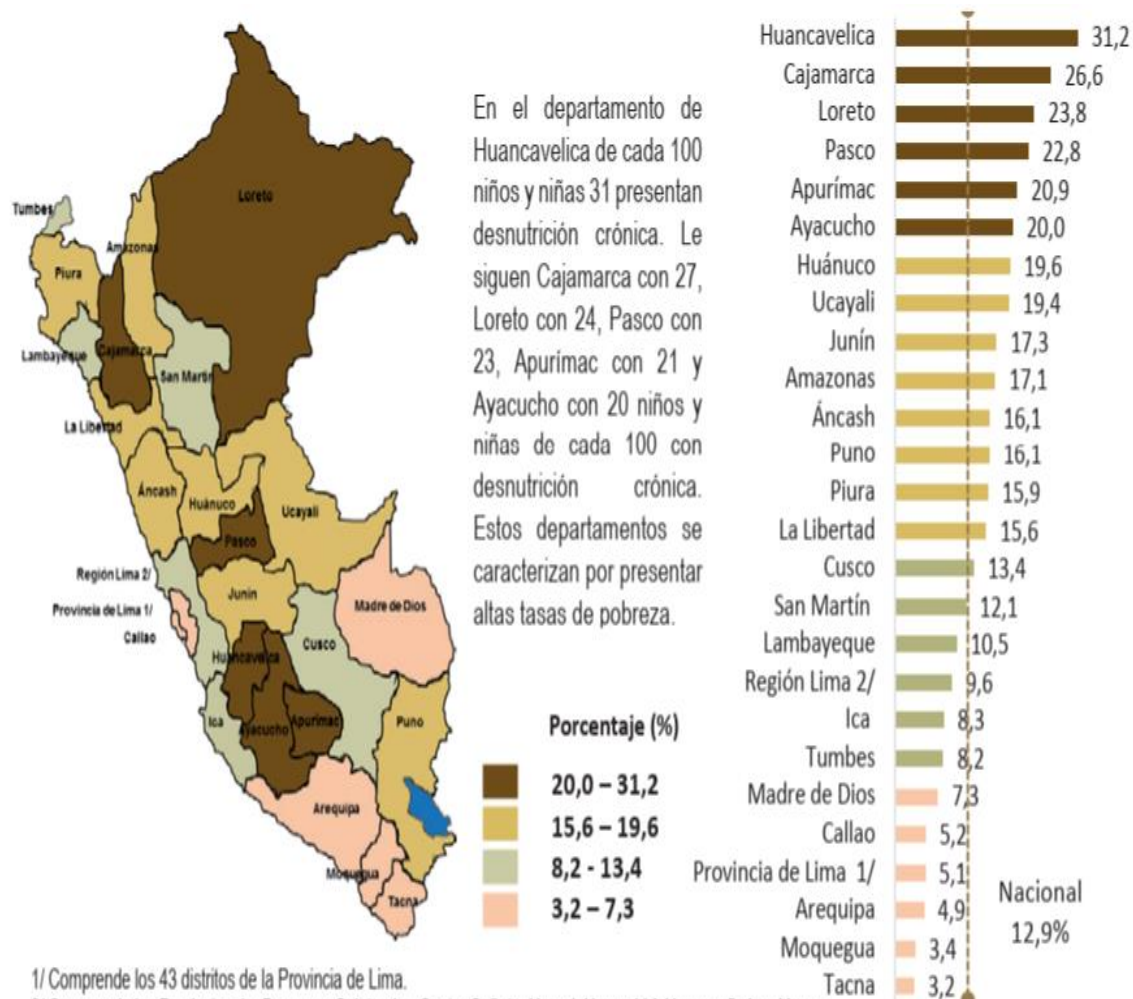 Loreto
Tumbes
Amazonas
Piura
Lambayeque
Cajamarca
San Martín
La Libertad
Áncash
Huánuco
Ucayali
Pasco
Región Lima 2/
Junín
Provincia de Lima 1/
Callao
Madre de Dios
Cusco
Huancavelica
Ica
Ayacucho
Apurímac
Puno
Arequipa
Moquegua
Tacna
En el departamento de
Huancavelica de cada 100
niños y niñas 31 presentan
desnutrición crónica. Le
siguen Cajamarca con 27,
Loreto con 24, Pasco con
23, Apurímac con 21 y
Ayacucho con 20 niños y
niñas de cada 100 con
desnutrición crónica.
Estos departamentos se
caracterizan por presentar
altas tasas de pobreza.
Porcentaje (%)
20,0 – 31,2
15,6 – 19,6
8,2 - 13,4
3,2 – 7,3
Huancavelica 31,2
Cajamarca 26,6
Loreto 23,8
Pasco 22,8
Apurímac 20,9
Ayacucho 20,0
Huánuco 19,6
Ucayali 19,4
Junín 17,3
Amazonas 17,1
Áncash 16,1
Puno 16,1
Piura 15,9
La Libertad 15,6
Cusco 13,4
San Martín 12,1
Lambayeque 10,5
Región Lima 2/ 9,6
Ica 8,3
Tumbes 8,2
Madre de Dios 7,3
Callao 5,2
Provincia de Lima 1/ 5,1
Arequipa 4,9
Moquegua 3,4
Tacna 3,2
Nacional
12,9%
1/ Comprende los 43 distritos de la Provincia de Lima.